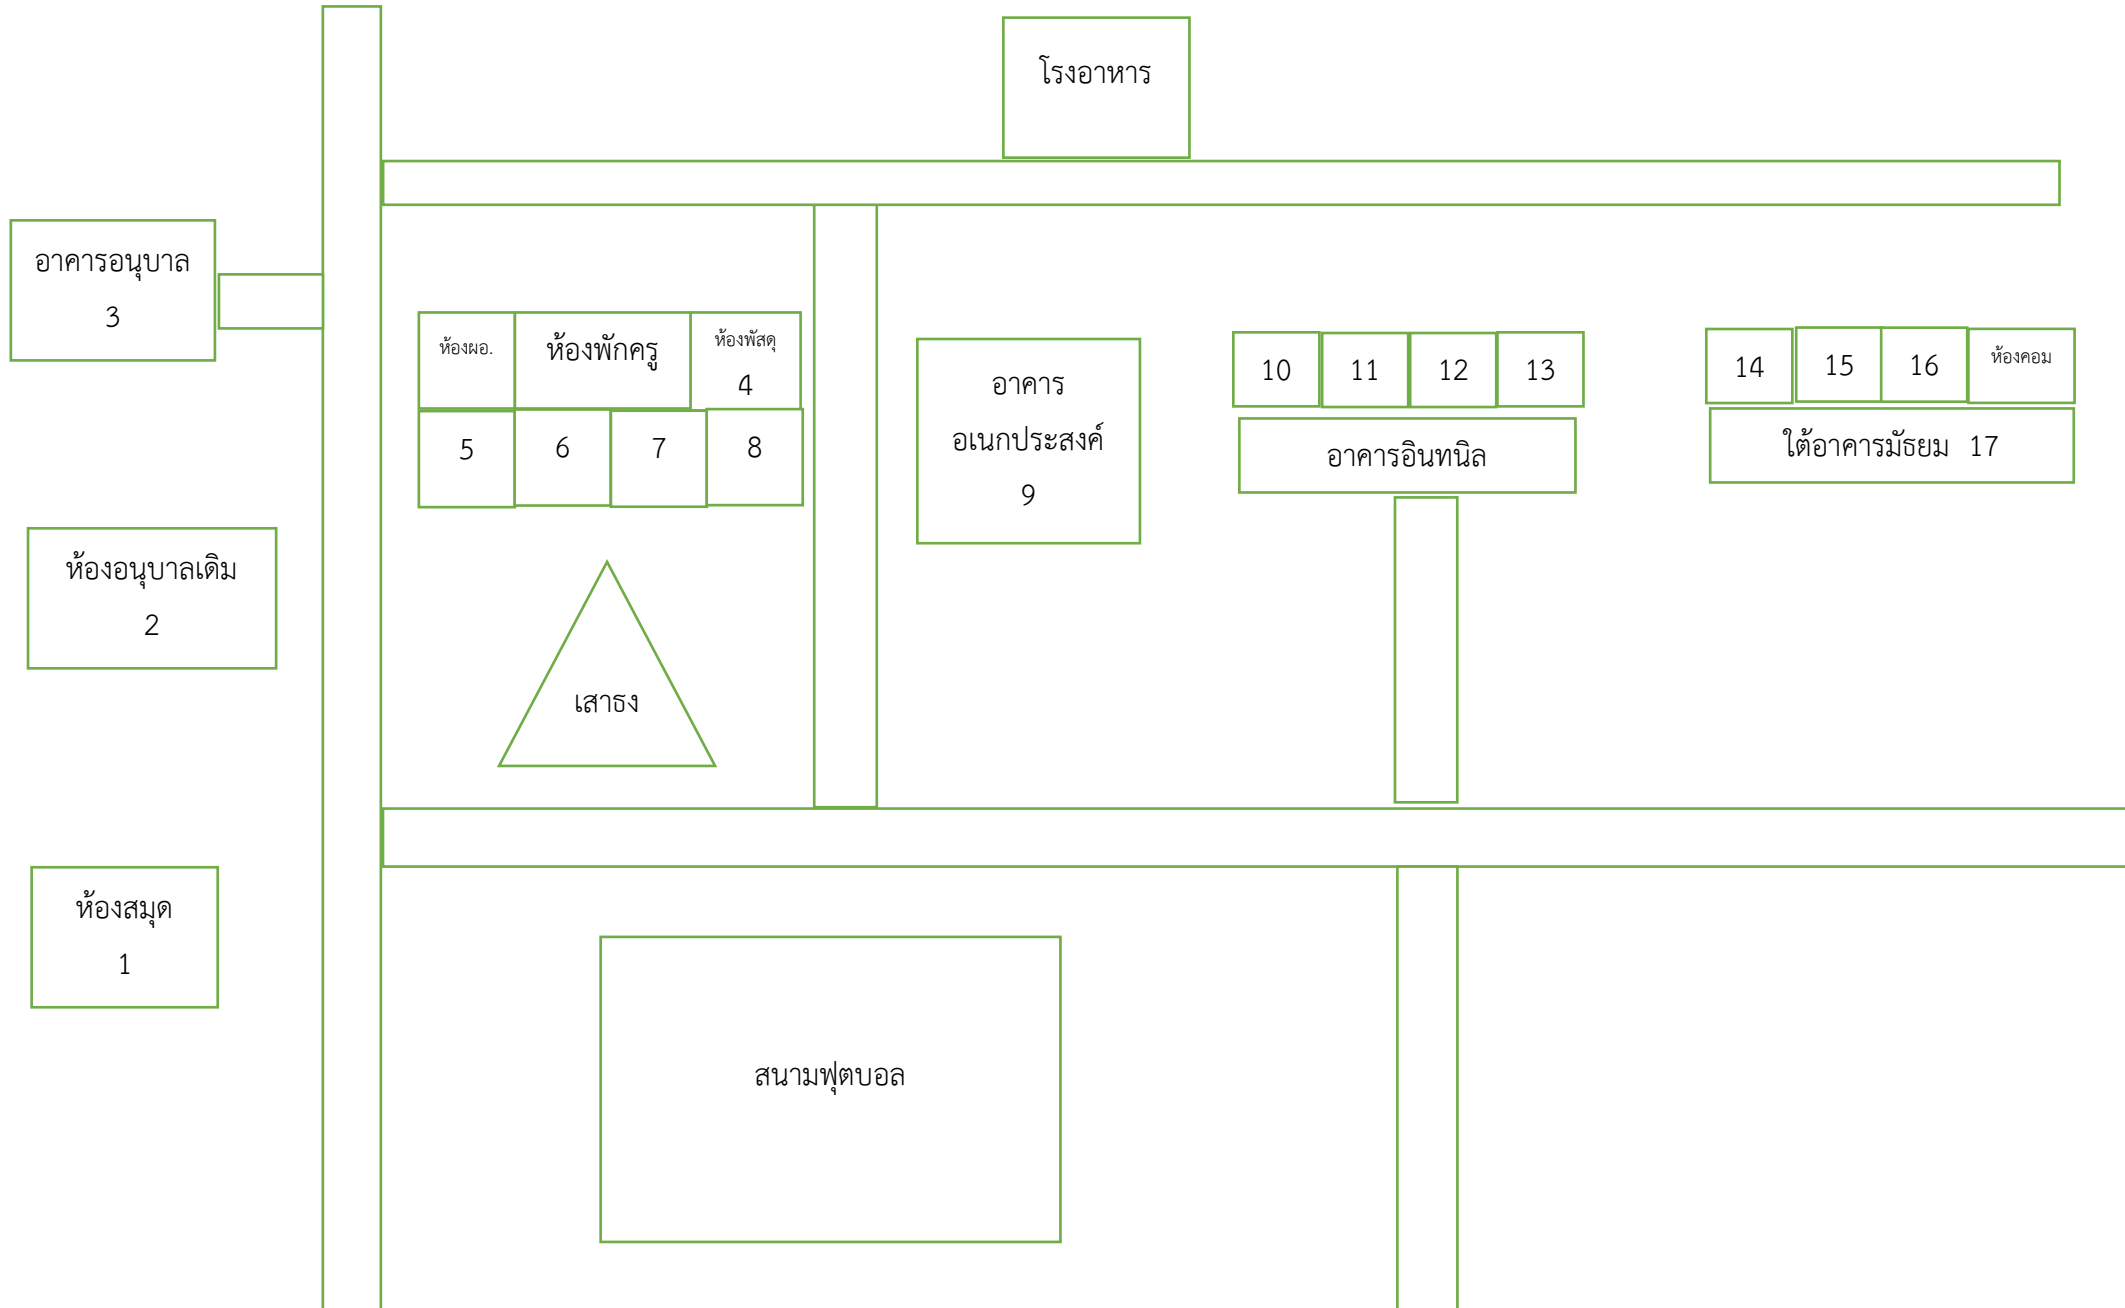 โรงอาหาร
อาคารอนุบาล
3
ห้องผอ.
ห้องพักครู
ห้องพัสดุ
4
5 6 7 8
อาคาร
อเนกประสงค์
9
10 11 12 13
อาคารอินทนิล
14 15 16 ห้องคอม
ใต้อาคารมัธยม 17
ห้องอนุบาลเดิม
2
เสาธง
ห้องสมุด
1
สนามฟุตบอล